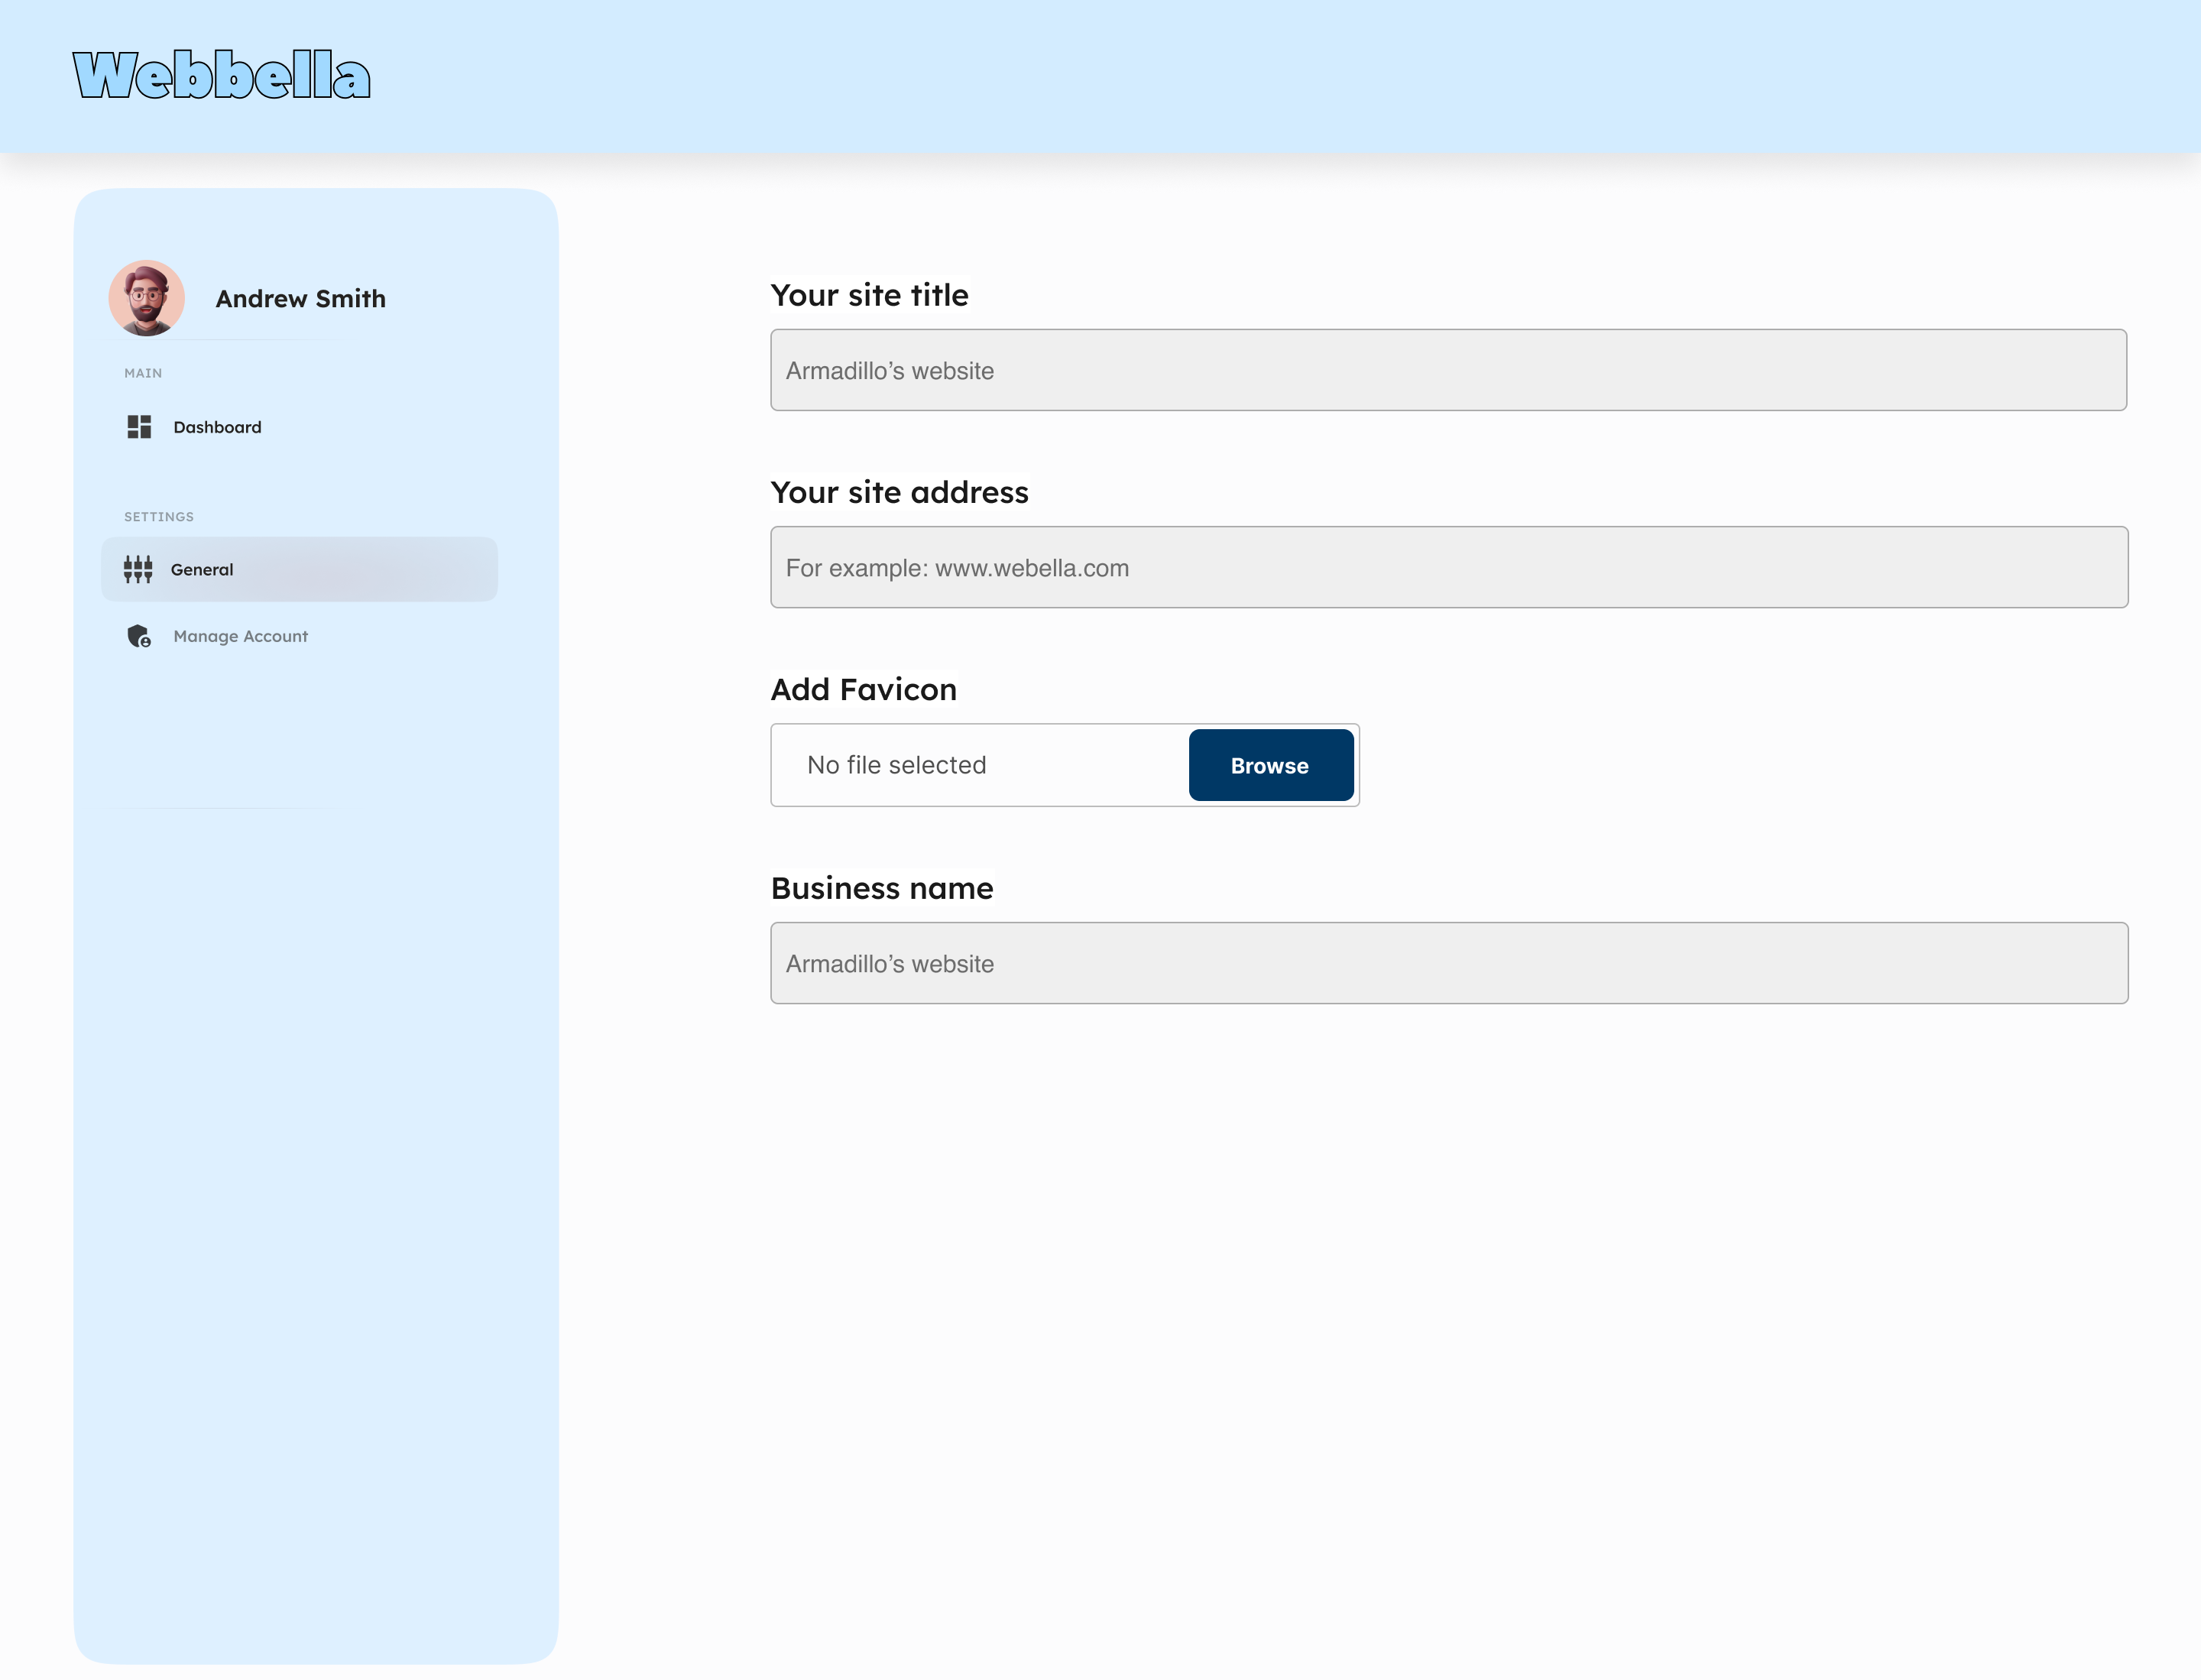 Webbella
Andrew Smith
MAIN
Dashboard
SETTINGS
General
Manage Account
Your site title
Armadillo’s website
Your site address
For example: www.webella.com
Add Favicon
No file selected
Browse
Business name
Armadillo’s website